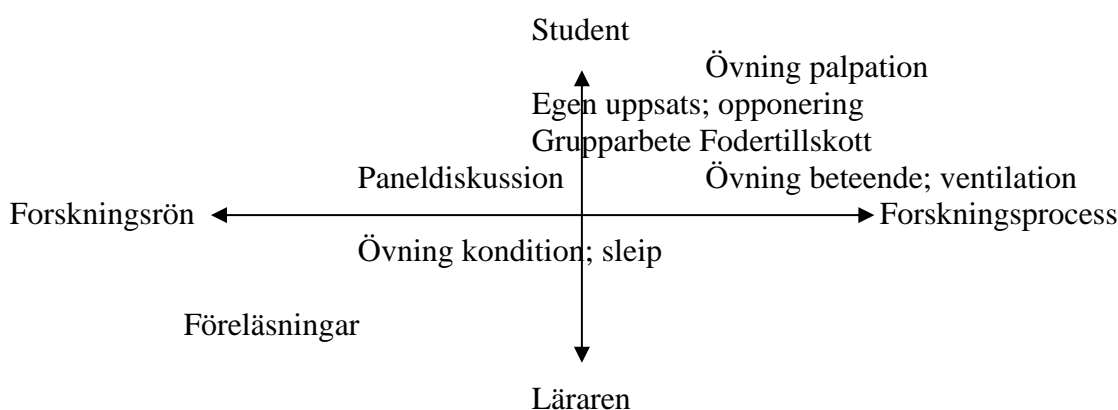 Student
Övning palpation
Egen uppsats; opponering
Grupparbete Fodertillskott
Paneldiskussion Övning beteende; ventilation
Forskningsrön Forskningsprocess
Övning kondition; sleip
Föreläsningar
Läraren